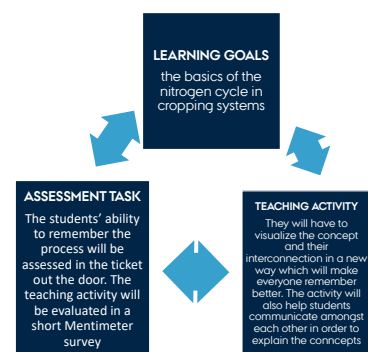 LEARNING GOALS
the basics of the
nitrogen cycle in
cropping systems
ASSESSMENT TASK
The students' ability
to remember the
process will be
assessed in the ticket
out the door. The
teaching activity will
be evaluated in a
short Mentimeter
survey
TEACHING ACTIVITY
They will have to
visualize the concept
and their
interconnection in a new
way which will make
everyone remember
better. The activity will
also help students
communicate amongst
each other in order to
explain the conncepts